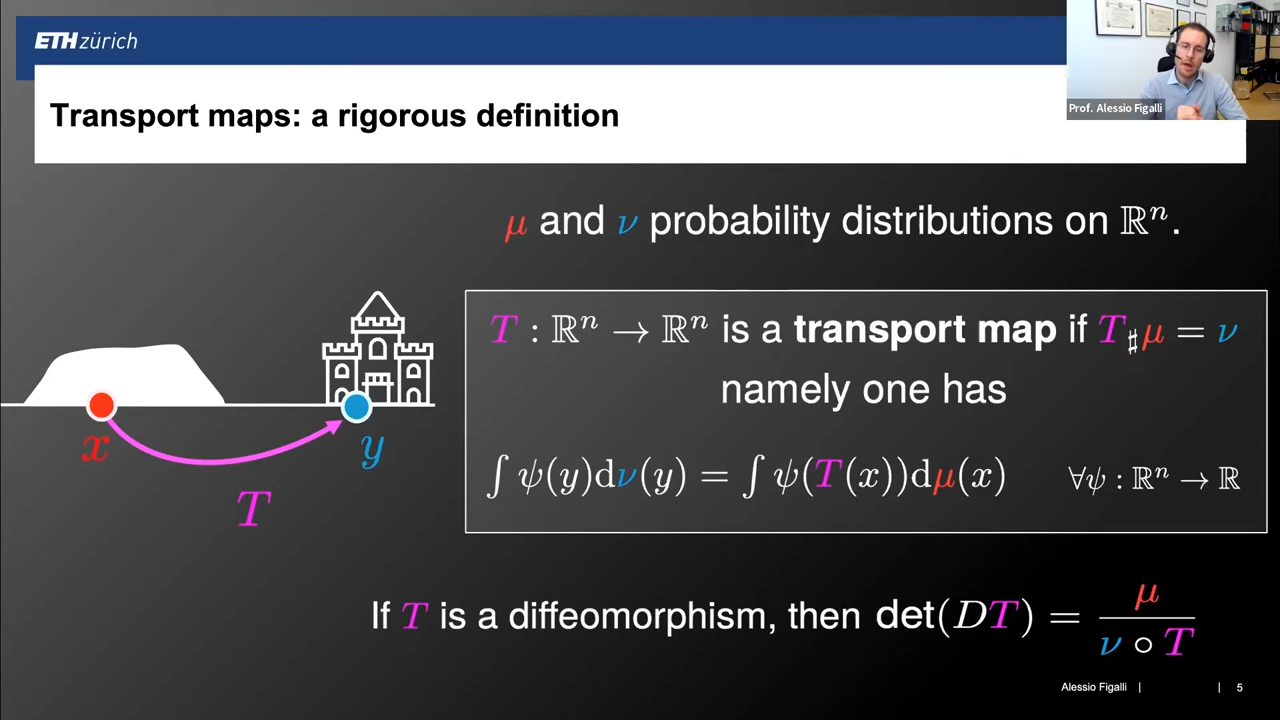 ETH zürich
Prof. Alessio Figalli
Transport maps: a rigorous definition
μ and ν probability distributions on ℝⁿ.
T : ℝⁿ → ℝⁿ is a transport map if T♯μ = ν
namely one has
∫ ψ(y)dν(y) = ∫ ψ(T(x))dμ(x) ∀ψ : ℝⁿ → ℝ
x
y
T
If T is a diffeomorphism, then det(DT) = μ / ν ∘ T
Alessio Figalli | | 5